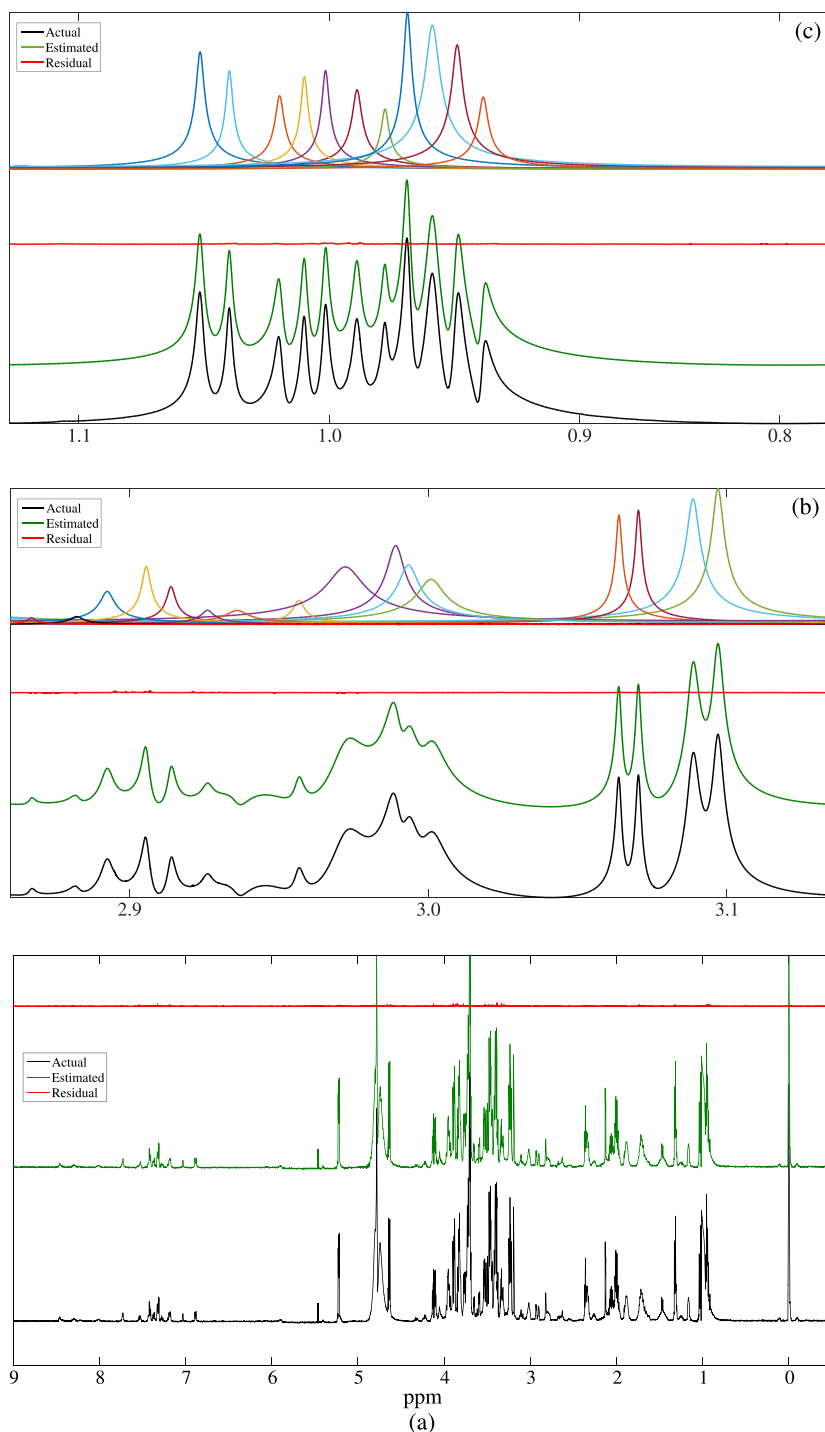 (c)
Actual
Estimated
Residual
1.1 1.0 0.9 0.8
(b)
Actual
Estimated
Residual
2.9 3.0 3.1
Actual
Estimated
Residual
9 8 7 6 5 4 3 2 1 0
ppm
(a)